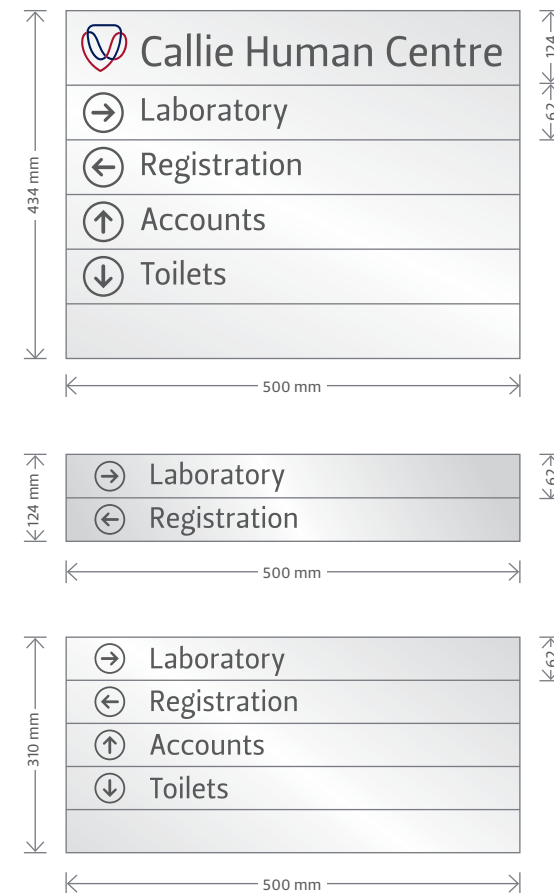 Callie Human Centre
124
Laboratory
62
Registration
434 mm
Accounts
Toilets
500 mm
Laboratory
62
124 mm
Registration
500 mm
Laboratory
62
Registration
310 mm
Accounts
Toilets
500 mm